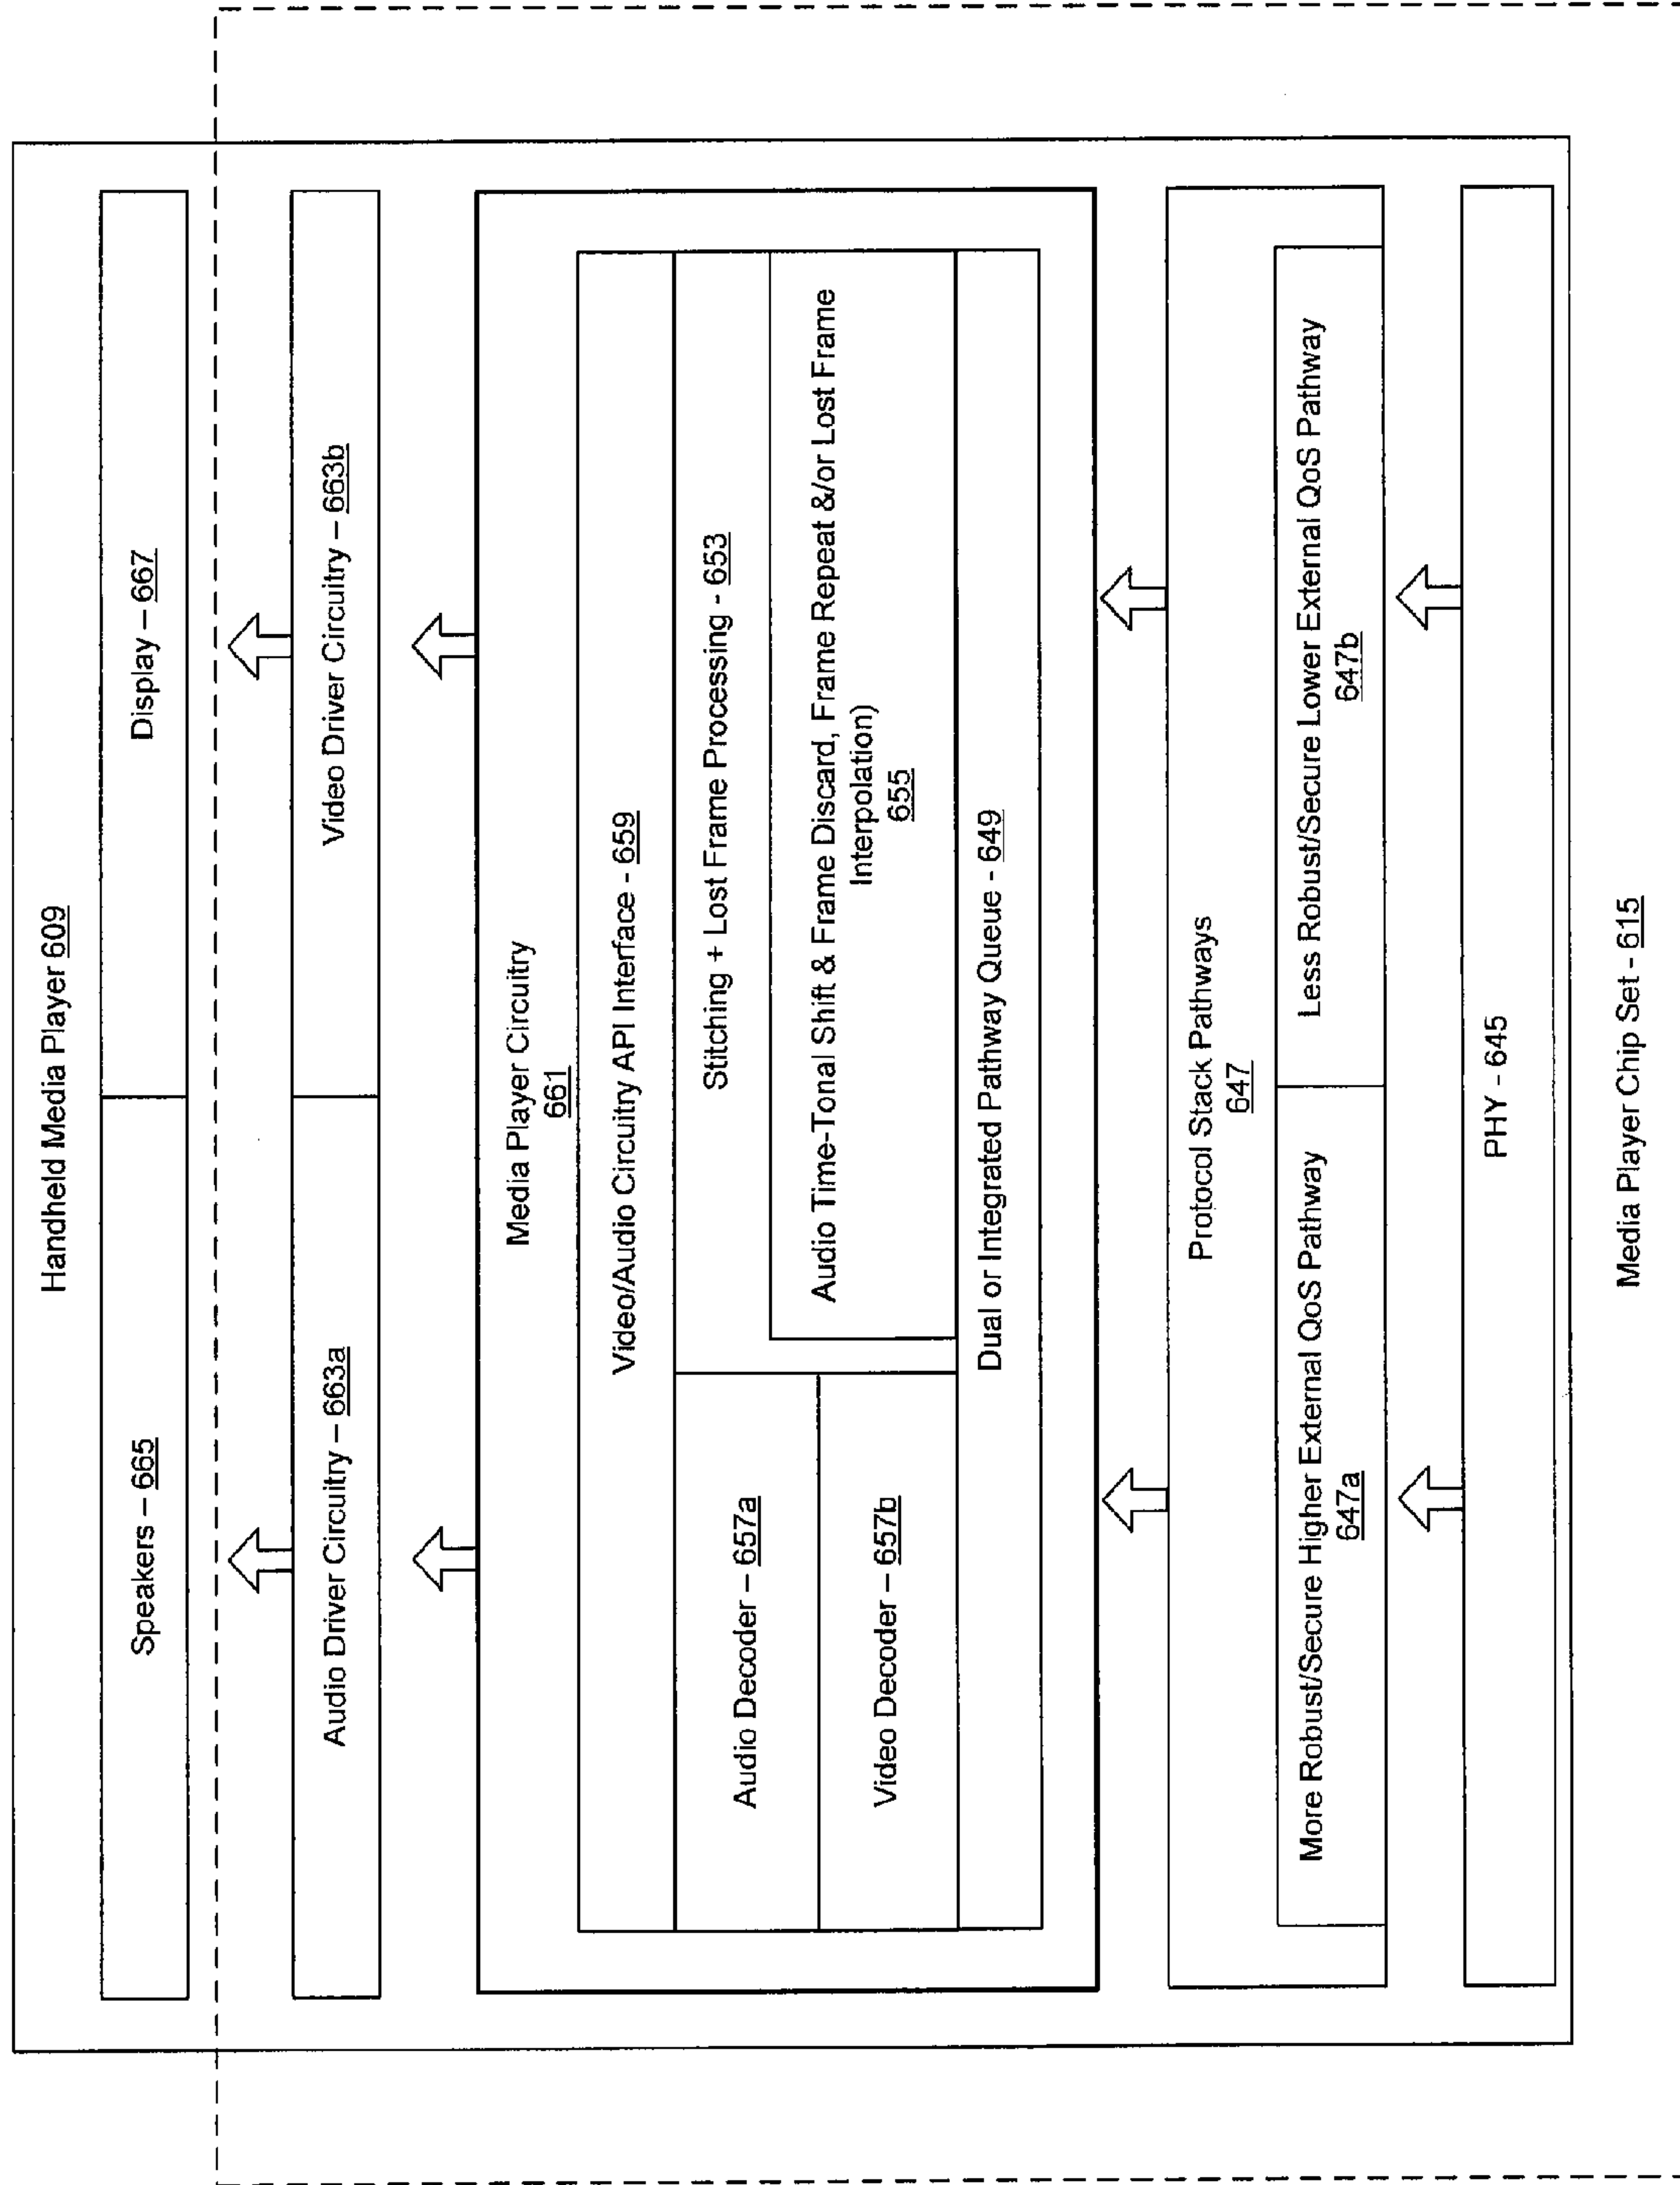 Handheld Media Player 609
Speakers – 665
Display – 667
Audio Driver Circuitry – 663a
Video Driver Circuitry – 663b
Media Player Circuitry
661
Video/Audio Circuitry API Interface - 659
Audio Decoder – 657a
Video Decoder – 657b
Stitching + Lost Frame Processing - 653
Audio Time-Tonal Shift & Frame Discard, Frame Repeat &/or Lost Frame
Interpolation)
655
Dual or Integrated Pathway Queue - 649
Protocol Stack Pathways
647
More Robust/Secure Higher External QoS Pathway
647a
Less Robust/Secure Lower External QoS Pathway
647b
PHY - 645
Media Player Chip Set - 615